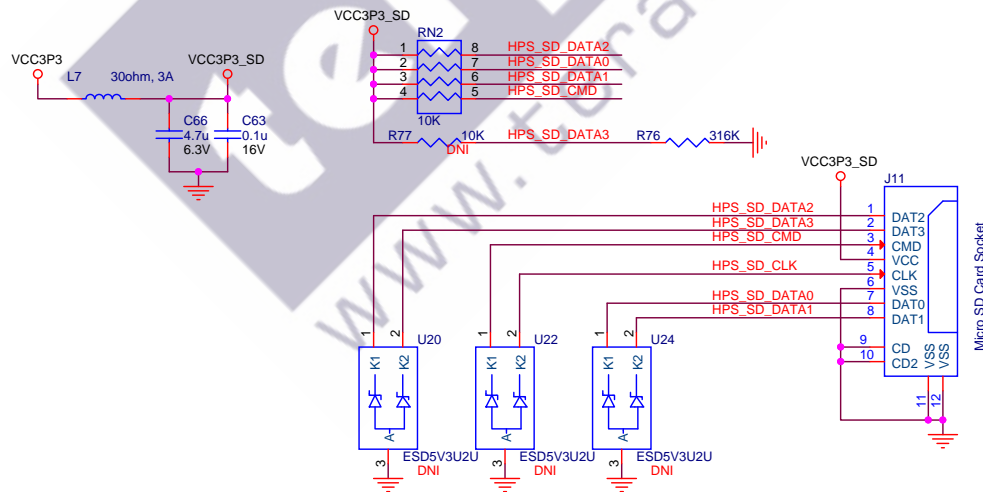 VCC3P3_SD
RN2
VCC3P3
L7
30ohm, 3A
VCC3P3_SD
1
8
HPS_SD_DATA2
2
7
HPS_SD_DATA0
3
6
HPS_SD_DATA1
4
5
HPS_SD_CMD
10K
C66
4.7u
6.3V
C63
0.1u
16V
R77
10K
DNI
HPS_SD_DATA3
R76
316K
www.tera
VCC3P3_SD
J11
HPS_SD_DATA2
1
DAT2
HPS_SD_DATA3
2
DAT3
HPS_SD_CMD
3
CMD
4
VCC
HPS_SD_CLK
5
CLK
6
VSS
HPS_SD_DATA0
7
DAT0
HPS_SD_DATA1
8
DAT1
9
CD
10
CD2
VSS
VSS
11
12
Micro SD Card Socket
1
2
U20
K1
K2
A
3
ESD5V3U2U
DNI
1
2
U22
K1
K2
A
3
ESD5V3U2U
DNI
1
2
U24
K1
K2
A
3
ESD5V3U2U
DNI